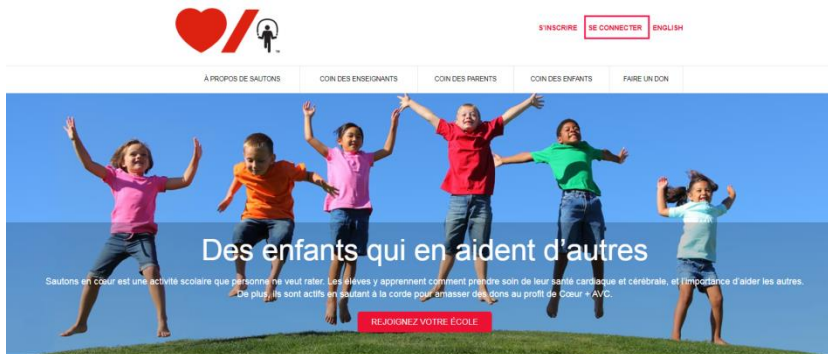 S'INSCRIRE SE CONNECTER ENGLISH
À PROPOS DE SAUTONS COIN DES ENSEIGNANTS COIN DES PARENTS COIN DES ENFANTS FAIRE UN DON
Des enfants qui en aident d'autres
Sautons en cœur est une activité scolaire que personne ne veut rater. Les élèves y apprennent comment prendre soin de leur santé cardiaque et cérébrale, et l'importance d'aider les autres.
De plus, ils sont actifs en sautant à la corde pour amasser des dons au profit de Cœur + AVC.
REJOIGNEZ VOTRE ÉCOLE